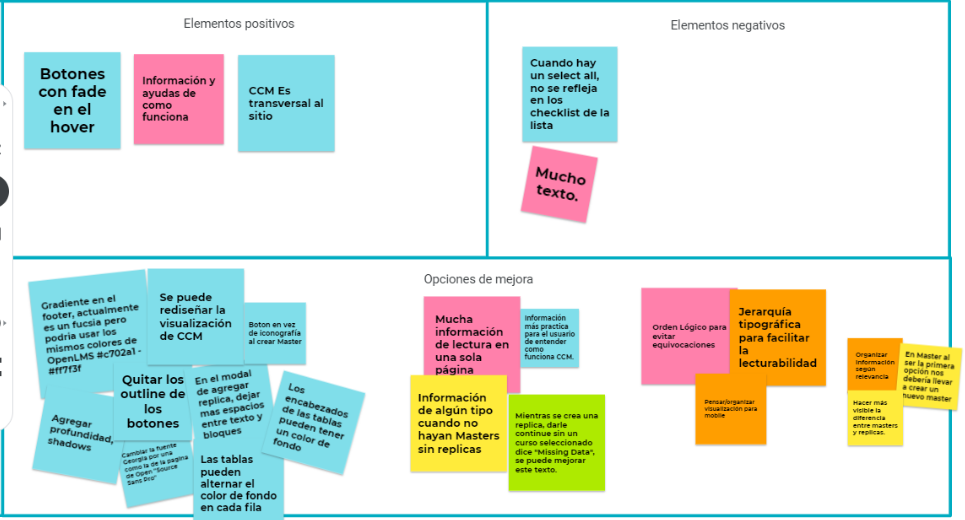 Elementos positivos
Botones
con fade
en el
hover
Información y
ayudas de
como
funciona
CCM Es
transversal al
sitio
Elementos negativos
Cuando hay
un select all,
no se refleja
en los
checklist de la
lista
Mucho
texto.
Opciones de mejora
Gradiente en el
footer, actualmente
es un fucsia pero
podria usar los
mismos colores de
OpenLMS #c702a1 -
#ff7f3f
Se puede
rediseñar la
visualización
de CCM
Boton en vez
de iconografía
al crear Master
Agregar
profundidad,
shadows
Quitar los
outline de
los
botones
En el modal
de agregar
replica, dejar
mas espacios
entre texto y
bloques
Los
encabezados
de las tablas
pueden tener
un color de
fondo
Cambiar la fuente
Georgia por una
como la de la pagina
de Open "Source
Sans Pro"
Las tablas
pueden
alternar el
color de fondo
en cada fila
Mucha
información
de lectura en
una sola
página
Información
más practica
para el usuario
de entender
como
funciona CCM.
Información
de algún tipo
cuando no
hayan Masters
sin replicas
Mientras se crea una
replica, darle
continue sin un
curso seleccionado
dice "Missing Data",
se puede mejorar
este texto.
Orden Lógico para
evitar
equivocaciones
Jerarquía
tipográfica
para facilitar
la
lecturabilidad
Pensar/organizar
visualización para
mobile
Organizar
información
según
relevancia
En Master al
ser la primera
opción nos
debería llevar
a crear un
nuevo master
Hacer más
visible la
diferencia
entre masters
y replicas.